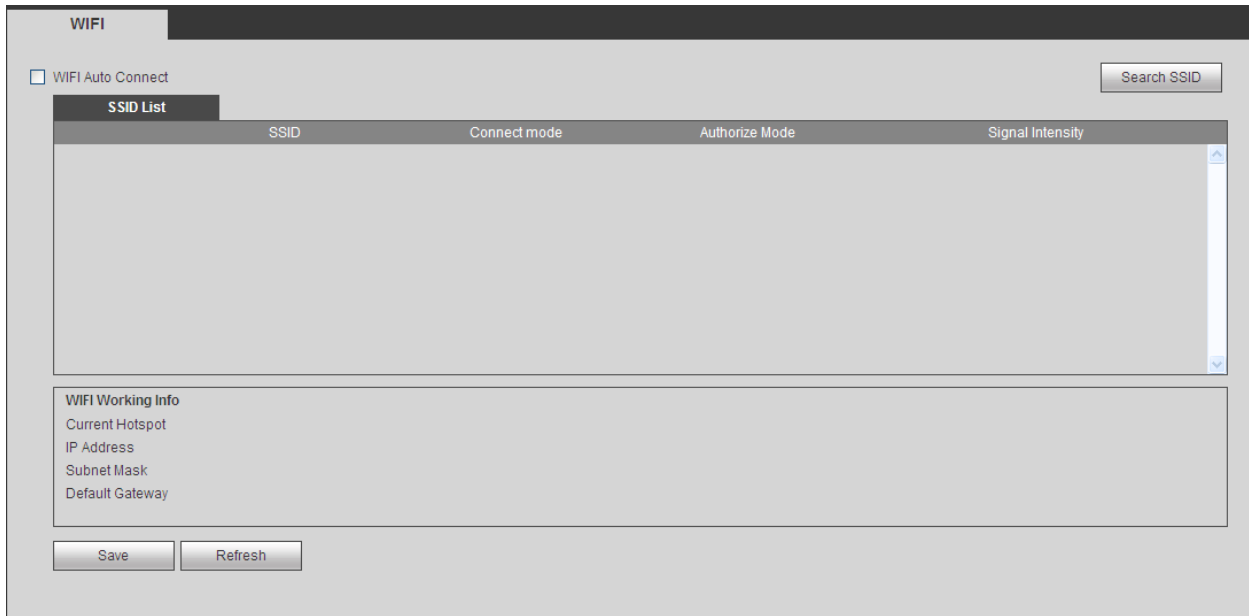 WIFI
WIFI Auto Connect
Search SSID
SSID List
SSID Connect mode Authorize Mode Signal Intensity
WIFI Working Info
Current Hotspot
IP Address
Subnet Mask
Default Gateway
Save Refresh